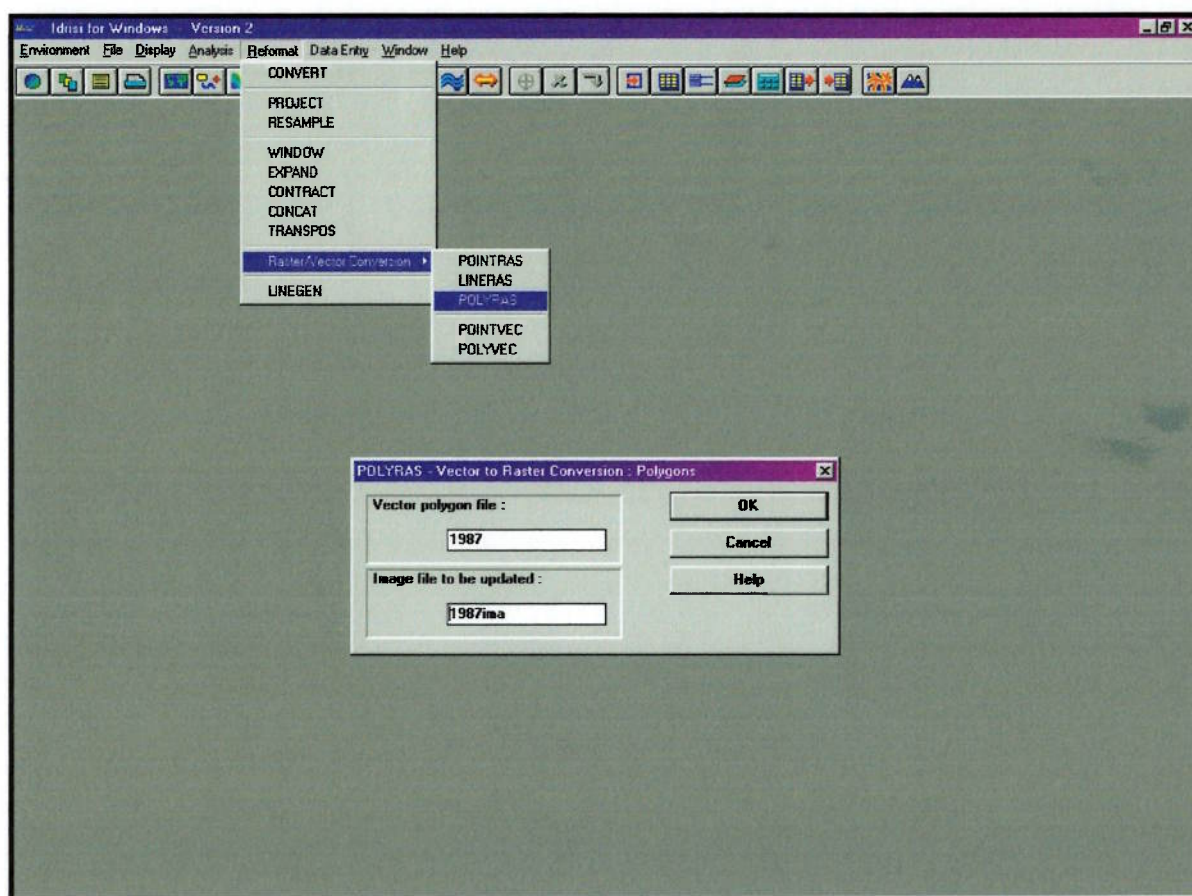 Idrisi for Windows Version 2
Environment File Display Analysis Reformat Data Entry Window Help
CONVERT
PROJECT
RESAMPLE
WINDOW
EXPAND
CONTRACT
CONCAT
TRANSPOS
Raster/Vector Conversion
LINEGEN
POINTRAS
LINERAS
POLYRAS
POINTVEC
POLYVEC
POLYRAS - Vector to Raster Conversion : Polygons
Vector polygon file :
1987
Image file to be updated :
1987ima
OK
Cancel
Help